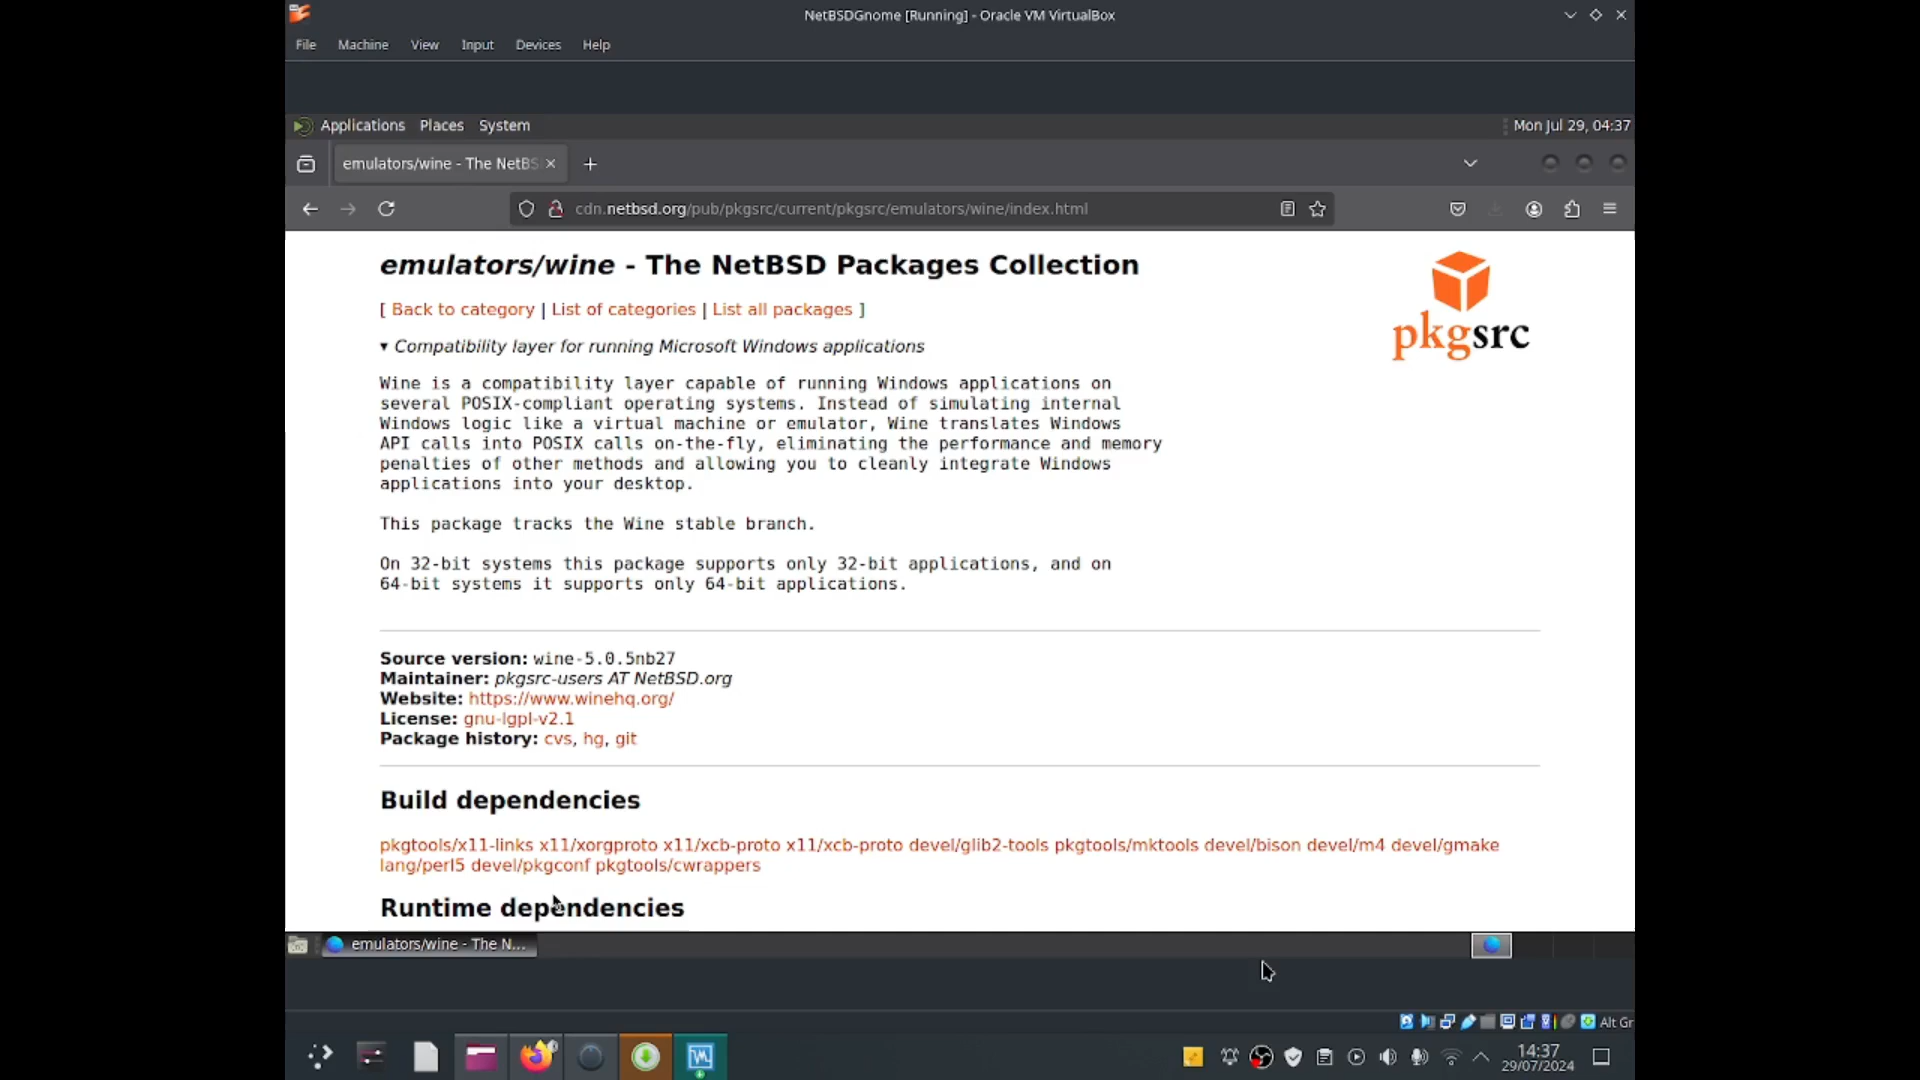 NetBSDGnome [Running] - Oracle VM VirtualBox
File Machine View Input Devices Help
Applications Places System
Mon Jul 29, 04:37
emulators/wine - The NetBS
cdn.netbsd.org/pub/pkgsrc/current/pkgsrc/emulators/wine/index.html
emulators/wine - The NetBSD Packages Collection
[ Back to category | List of categories | List all packages ]
pkgsrc
▾ Compatibility layer for running Microsoft Windows applications
Wine is a compatibility layer capable of running Windows applications on
several POSIX-compliant operating systems. Instead of simulating internal
Windows logic like a virtual machine or emulator, Wine translates Windows
API calls into POSIX calls on-the-fly, eliminating the performance and memory
penalties of other methods and allowing you to cleanly integrate Windows
applications into your desktop.
This package tracks the Wine stable branch.
On 32-bit systems this package supports only 32-bit applications, and on
64-bit systems it supports only 64-bit applications.
Source version: wine-5.0.5nb27
Maintainer: pkgsrc-users AT NetBSD.org
Website: https://www.winehq.org/
License: gnu-lgpl-v2.1
Package history: cvs, hg, git
Build dependencies
pkgtools/x11-links x11/xorgproto x11/xcb-proto x11/xcb-proto devel/glib2-tools pkgtools/mktools devel/bison devel/m4 devel/gmake
lang/perl5 devel/pkgconf pkgtools/cwrappers
Runtime dependencies
emulators/wine - The N...
Alt Gr
14:37
29/07/2024